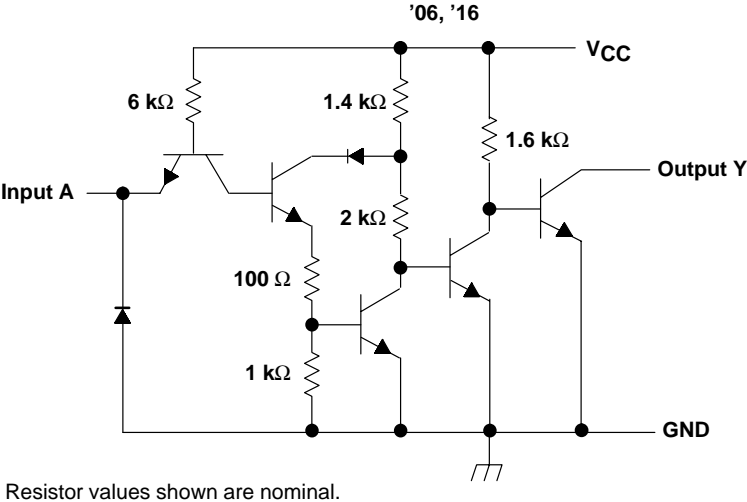 ’06, ’16
VCC
6 kΩ
1.4 kΩ
1.6 kΩ
Input A
Output Y
2 kΩ
100 Ω
1 kΩ
GND
Resistor values shown are nominal.